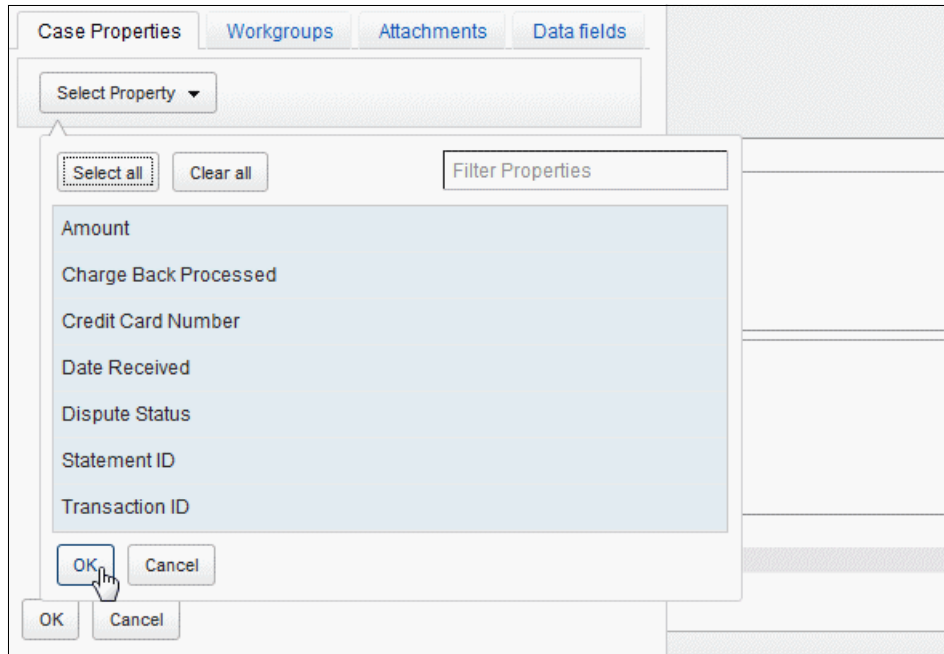 Case Properties Workgroups Attachments Data fields
Select Property
Select all Clear all Filter Properties
Amount
Charge Back Processed
Credit Card Number
Date Received
Dispute Status
Statement ID
Transaction ID
OK Cancel
OK Cancel